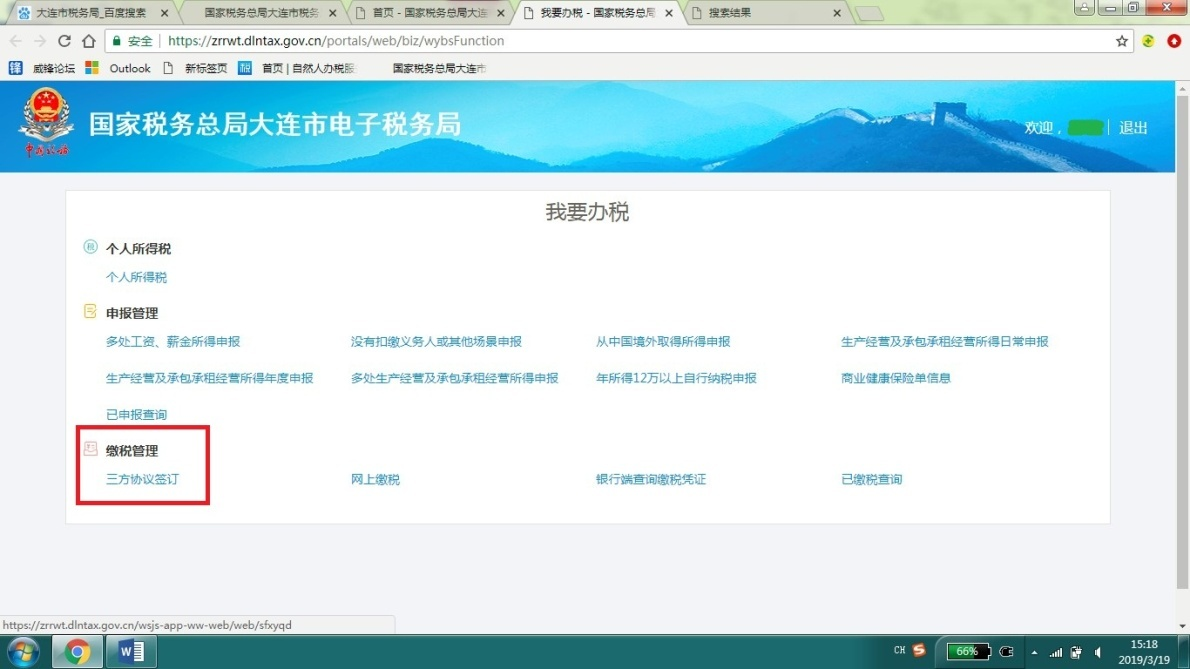 大连市税务局_百度搜索 国家税务总局大连市税务 首页 - 国家税务总局大连 我要办税 - 国家税务总局 搜索结果
安全 https://zrrwt.dlntax.gov.cn/portals/web/biz/wybsFunction
锋 威锋论坛 Outlook 新标签页 税 首页 | 自然人办税服 国家税务总局大连市
中国税务 国家税务总局大连市电子税务局 欢迎, 退出
我要办税
税 个人所得税
个人所得税
申报管理
多处工资、薪金所得申报 没有扣缴义务人或其他场景申报 从中国境外取得所得申报 生产经营及承包承租经营所得日常申报
生产经营及承包承租经营所得年度申报 多处生产经营及承包承租经营所得申报 年所得12万以上自行纳税申报 商业健康保险单信息
已申报查询
缴税管理
三方协议签订 网上缴税 银行端查询缴税凭证 已缴税查询
https://zrrwt.dlntax.gov.cn/wsjs-app-ww-web/web/sfxyqd
W CH S 66% 15:18
2019/3/19